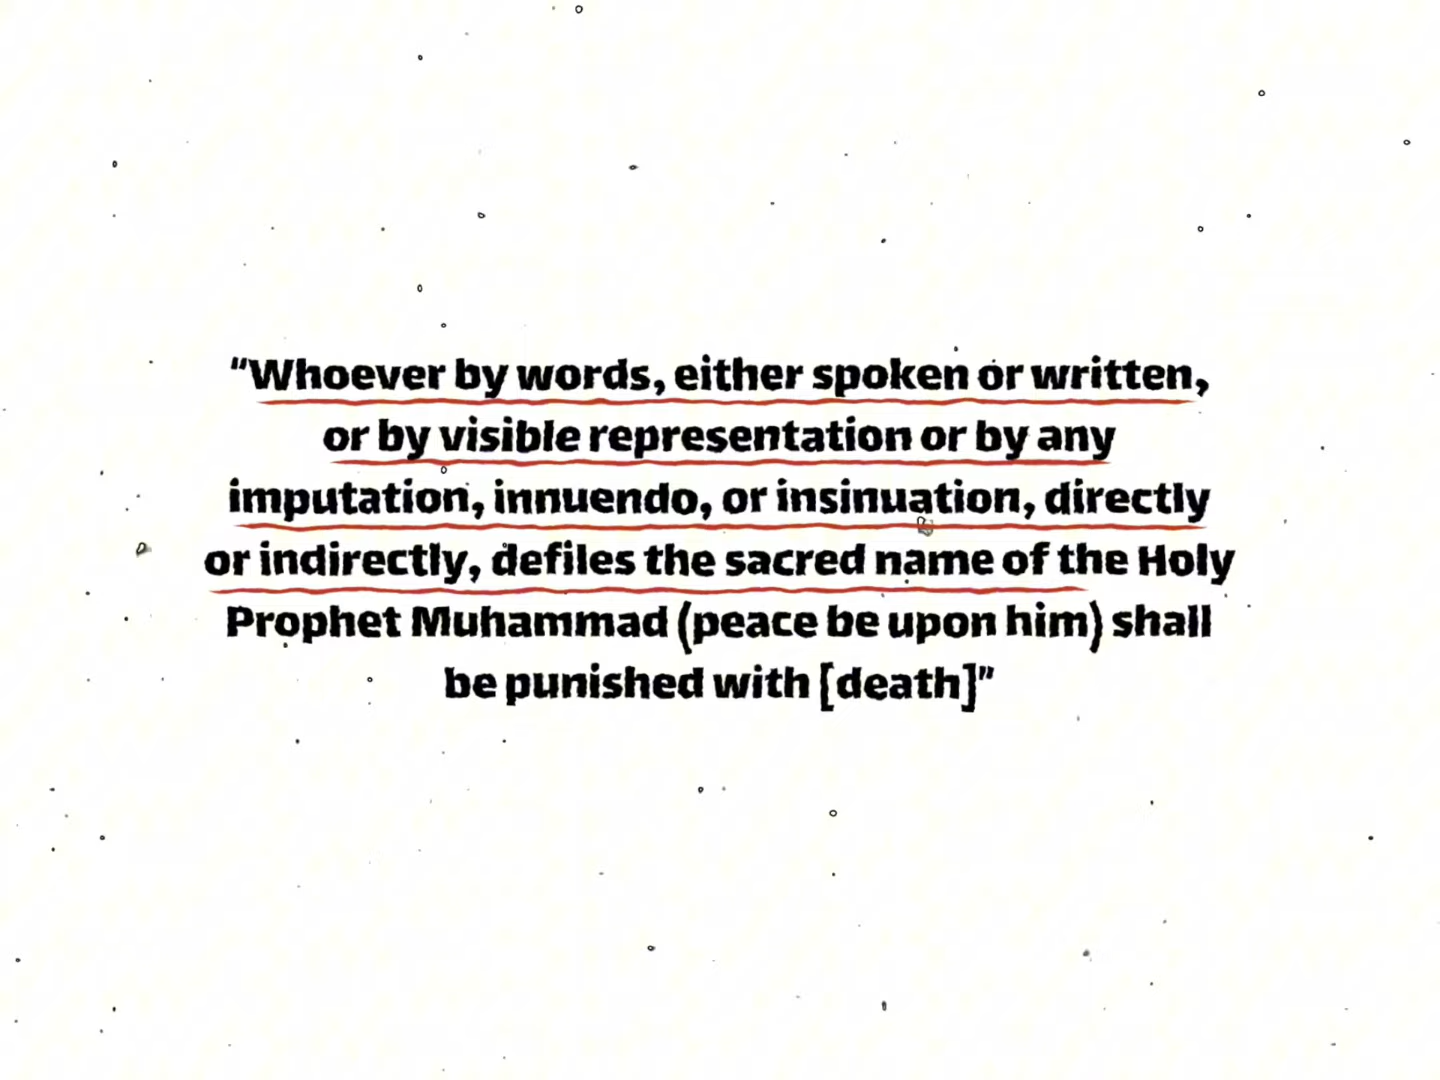 “Whoever by words, either spoken or written,
or by visible representation or by any
imputation, innuendo, or insinuation, directly
or indirectly, defiles the sacred name of the Holy
Prophet Muhammad (peace be upon him) shall
be punished with [death]”